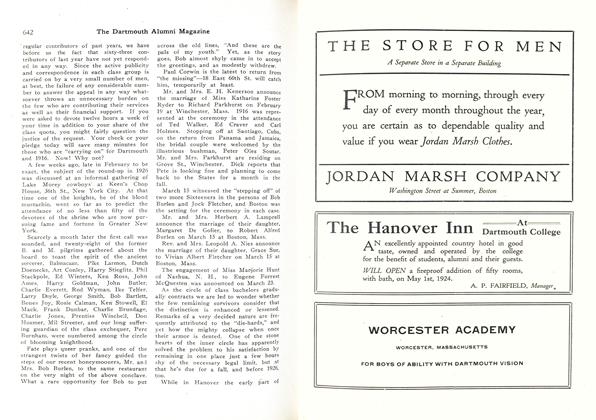 642 The Dartmouth Alumni Magazine
regular contributors of past years, we have
before us the fact that sixty-three con-
tributors of last year have not yet respond-
ed in any way. Since the active publicity
and correspondence in each class group is
carried on by a very small number of men,
at best, the failure of any considerable num-
ber to answer the appeal in any way what-
soever throws an unnecessary burden on
the few who are contributing their services
as well as their financial support. If you
were asked to devote twelve hours a week of
your time in addition to your share of the
class quota, you might fairly question the
justice of the request. Your check or your
pledge today will save many minutes for
those who are "carrying on" for Dartmouth
and 1916. Now! Why not?
A few weeks ago, late in February to be
exact, the subject of the round-up in 1926
was discussed at an informal gathering of
Lake Morey cowboys at Keen's Chop
House, 36th St., New York City. At that
time one of the knights, he of the blond
mustachio, went so far as to predict the
attendance of no less than fifty of the
devotees of the shrine who are now pur-
suing fame and fortune in Greater New
York.
Scarcely a month later the first call was
sounded, and twenty-eight of the former
B. and M. pilgrims gathered about the
board to toast the spirit of the ancient
sorcerer, Balmacaan. Piks Larmon, Dutch
Doenecks, Art Conley, Harry Stieglitz, Phil
Stackpole, Ed Winters, Ken Ross, John
Ames, Harry Goldman, John Butler,
Charlie Everett, Rod Wyman, Ike Tehler,
Larry Doyle, George Smith, Bob Bartlett,
Benev Joy, Rosie Calman, Ken Stowell, El
Mack, Frank Dunbar, Charlie Brundage,
Charlie Jones, Prentiss Winchell, Don
Hunter, Mil Streeter, and our long suffer-
ing guardian of the class exchequer, Perc
Burnham, were numbered among the circle
of blooming knighthood.
Fate plays queer pranks, and one of the
strangest twists of her fancy guided the
steps of our recent honeymooners, Mr. and
Mrs. Bob Burlen, to the same restaurant
on the very night of the above conclave.
What a rare opportunity for Bob to put
across the old lines, "And these are the
pals of my youth." Yet, as the story
goes, Bob almost shyly came in to accept
the greetings, and as modestly withdrew.
Paul Corwin is the latest to return from
"the missing"—18 East 66th St. will catch
him, temporarily at least.
Mr. and Mrs. E. H. Kenerson announce
the marriage of Miss Katharine Foster
Ryder to Richard Parkhurst on February
19 at Winchester, Mass. 1916 was repre-
sented at the ceremony in the attendance
of Ted Walker, Ed Craver and Carl
Holmes. Stopping off at Santiago, Cuba,
on the return from Panama and Jamaica,
the bridal couple were welcomed by the
illustrious bushman, Peter Olea Somar.
Mr. and Mrs. Parkhurst are residing on
Grove St., Winchester. Dick reports that
Pete is looking fine and planning to come
back to the States for a month in the
fall.
March 15 witnessed the "stepping off" of
two more Sixteeners in the persons of Bob
Burlen and Jock Fletcher, and Boston was
the setting for the ceremony in each case.
Mr. and Mrs. Herbert A. Lamprell
announce the marriage of their daughter,
Margaret De Golier, to Robert Alfred
Burlen on March 15 at Boston. Mass.
Rev. and Mrs. Leopold A. Nies announce
the marriage of their daughter, Grace Sue,
to Vivian Albert Fletcher on March 15 at
Boston, Mass.
The engagement of Miss Marjorie Hunt
of Nashua, N. H., to Eugene Forrest
McQuesten was announced on March 23.
As the circle of class bachelors gradu-
ally contracts we are led to wonder whether
the few remaining survivors consider that
the distinction is enhanced or lessened.
Remarks of a very decided nature are fre-
quently attributed to the "die-hards," and
yet how the mighty collapse when once
their armor is dented. One of the stone
hearts of the inner circle has apparently
solved the problem to his satisfaction by
remaining in one place just a few hours
shy of the necessary legal limit, but at
that he's due for a fall, and before 1926,
too.
While in Hanover the early part of
THE STORE FOR MEN
A Separate Store in a Separate Building
FROM morning to morning, through every
day of every month throughout the year,
you are certain as to dependable quality and
value if you wear Jordan Marsh Clothes.
JORDAN MARSH COMPANY
Washington Street at Summer, Boston
The Hanover Inn At Dartmouth College
AN excellently appointed country hotel in good
taste, owned and operated by the college
for the benefit of students, alumni and their guests.
WILL OPEN a fireproof addition of fifty rooms,
with bath, on May 1st, 1924.
A. P. FAIRFIELD, Manager
WORCESTER ACADEMY
WORCESTER, MASSACHUSETTS
FOR BOYS OF ABILITY WITH DARTMOUTH VISION